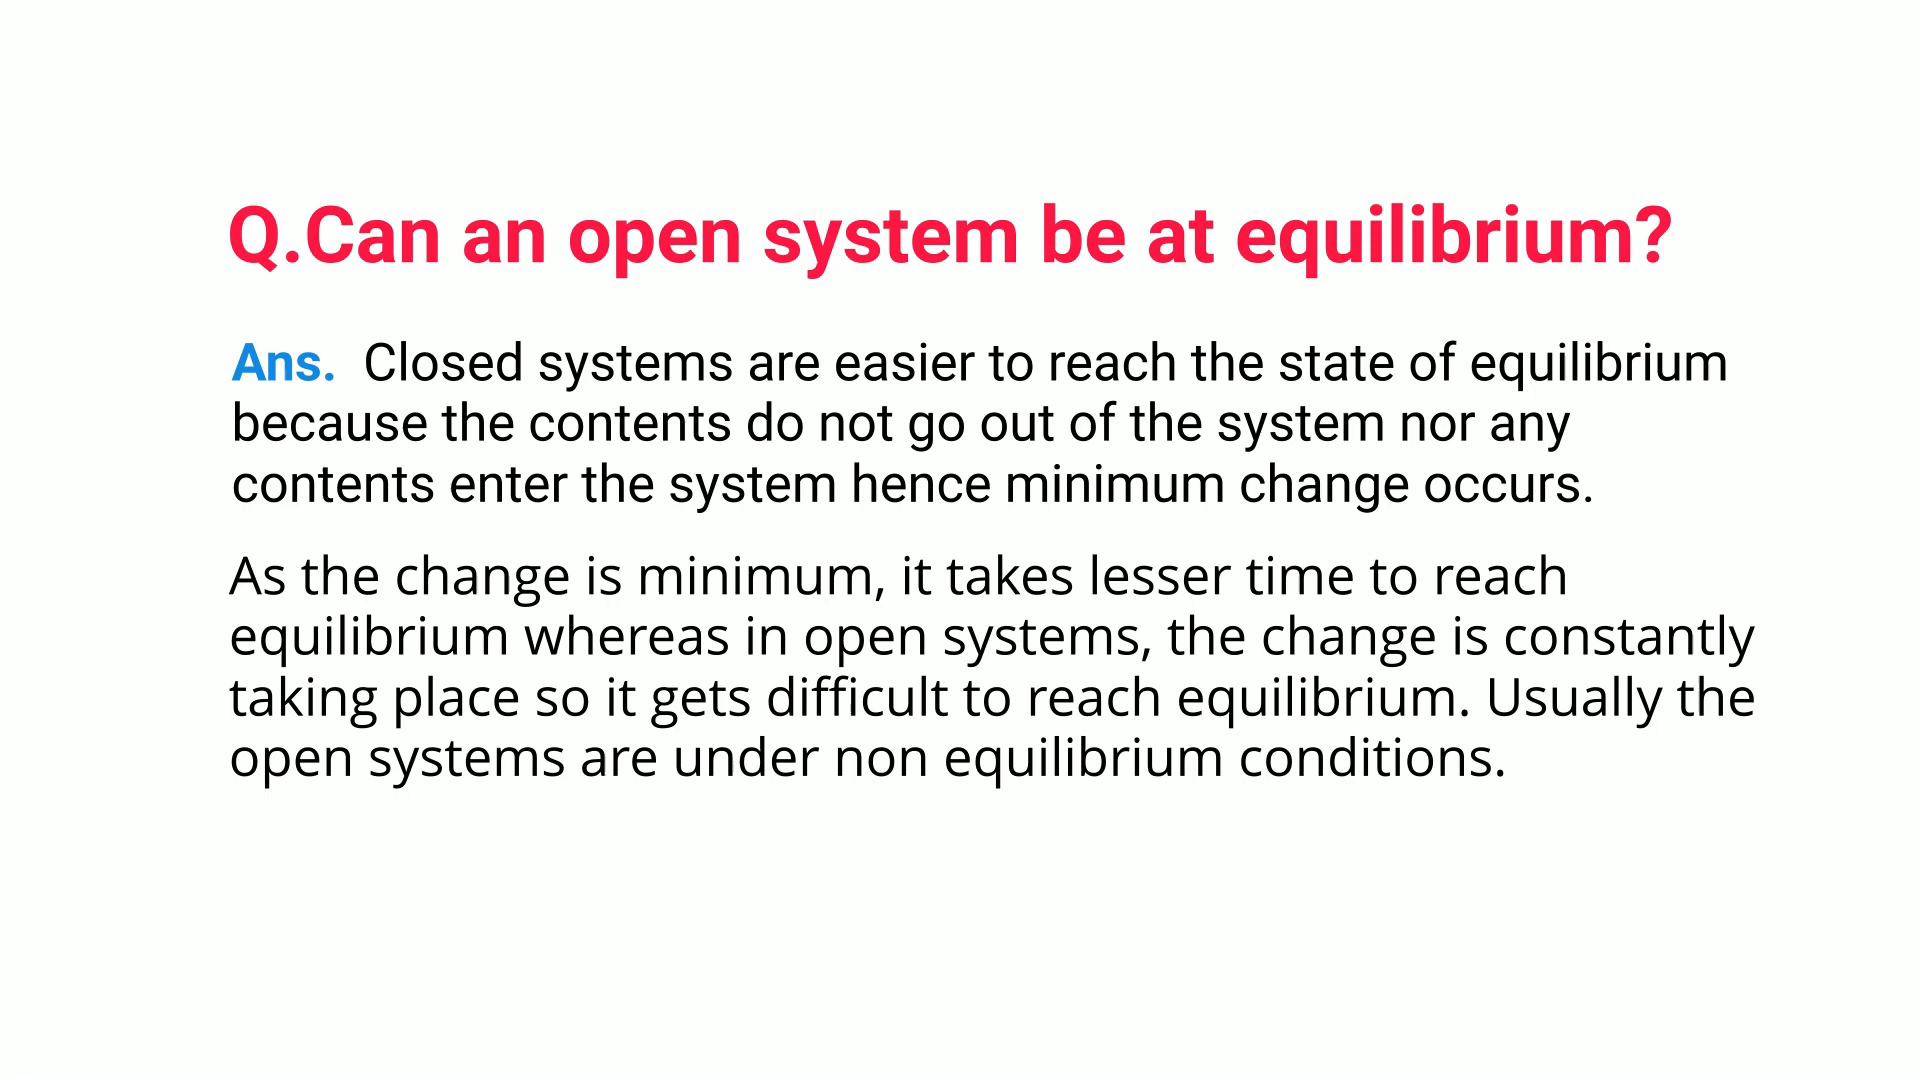 Q.Can an open system be at equilibrium?
Ans. Closed systems are easier to reach the state of equilibrium
because the contents do not go out of the system nor any
contents enter the system hence minimum change occurs.
As the change is minimum, it takes lesser time to reach
equilibrium whereas in open systems, the change is constantly
taking place so it gets difficult to reach equilibrium. Usually the
open systems are under non equilibrium conditions.